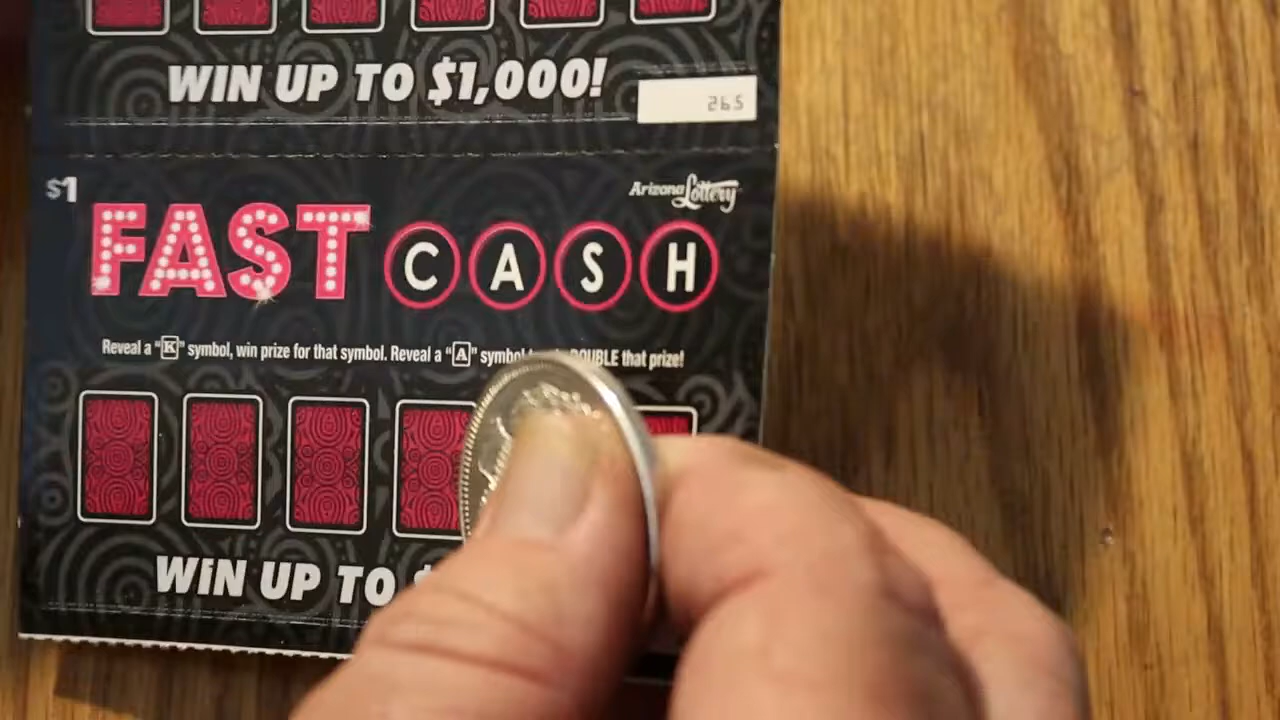 WIN UP TO $1,000!
265
$1
Arizona Lottery
FAST CASH
Reveal a "K" symbol, win prize for that symbol. Reveal a "A" symbol DOUBLE that prize!
WIN UP TO $